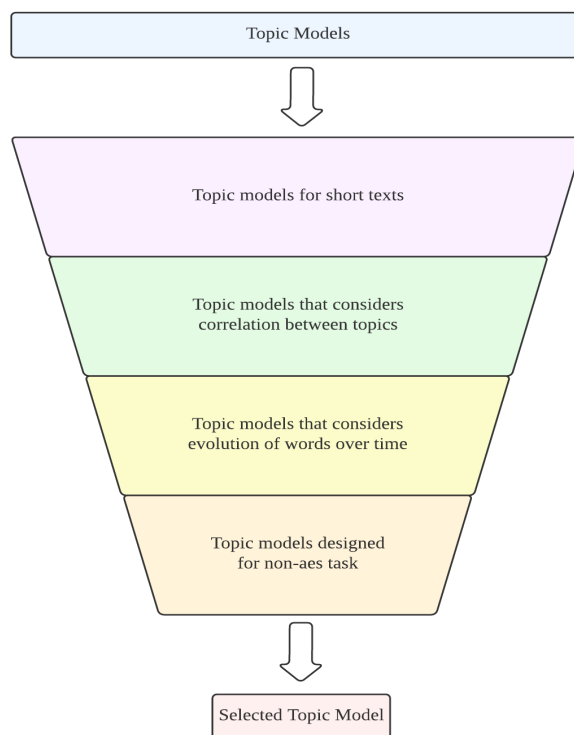 Topic Models
Topic models for short texts
Topic models that considers
correlation between topics
Topic models that considers
evolution of words over time
Topic models designed
for non-aes task
Selected Topic Model